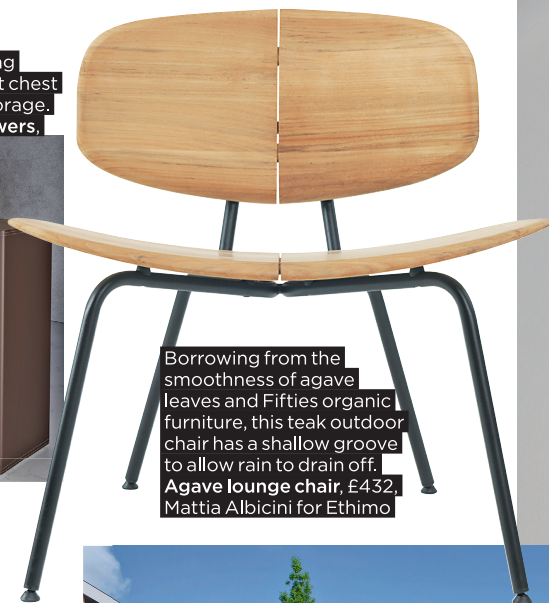 g
t chest
orage.
wers,
Borrowing from the
smoothness of agave
leaves and Fifties organic
furniture, this teak outdoor
chair has a shallow groove
to allow rain to drain off.
Agave lounge chair, £432,
Mattia Albicini for Ethimo